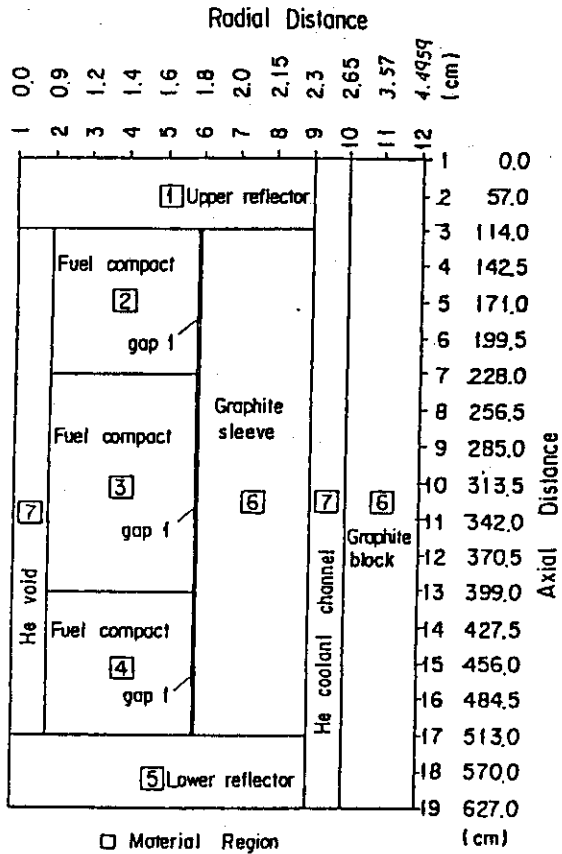 Radial Distance
0.0 0.9 1.2 1.4 1.6 1.8 2.0 2.15 2.3 2.65 3.57 4.4959 (cm)
1 2 3 4 5 6 7 8 9 10 11 12
1 0.0
1 Upper reflector
2 57.0
3 114.0
Fuel compact
4 142.5
2
5 171.0
gap 1
6 199.5
7 228.0
Graphite
sleeve
8 256.5
Fuel compact
9 285.0
3
6
7
6
10 313.5
7
gap 1
11 342.0
Graphite
block
12 370.5
He void
He coolant channel
Axial Distance
13 399.0
Fuel compact
14 427.5
4
15 456.0
gap 1
16 484.5
17 513.0
5 Lower reflector
18 570.0
19 627.0
(cm)
Material Region